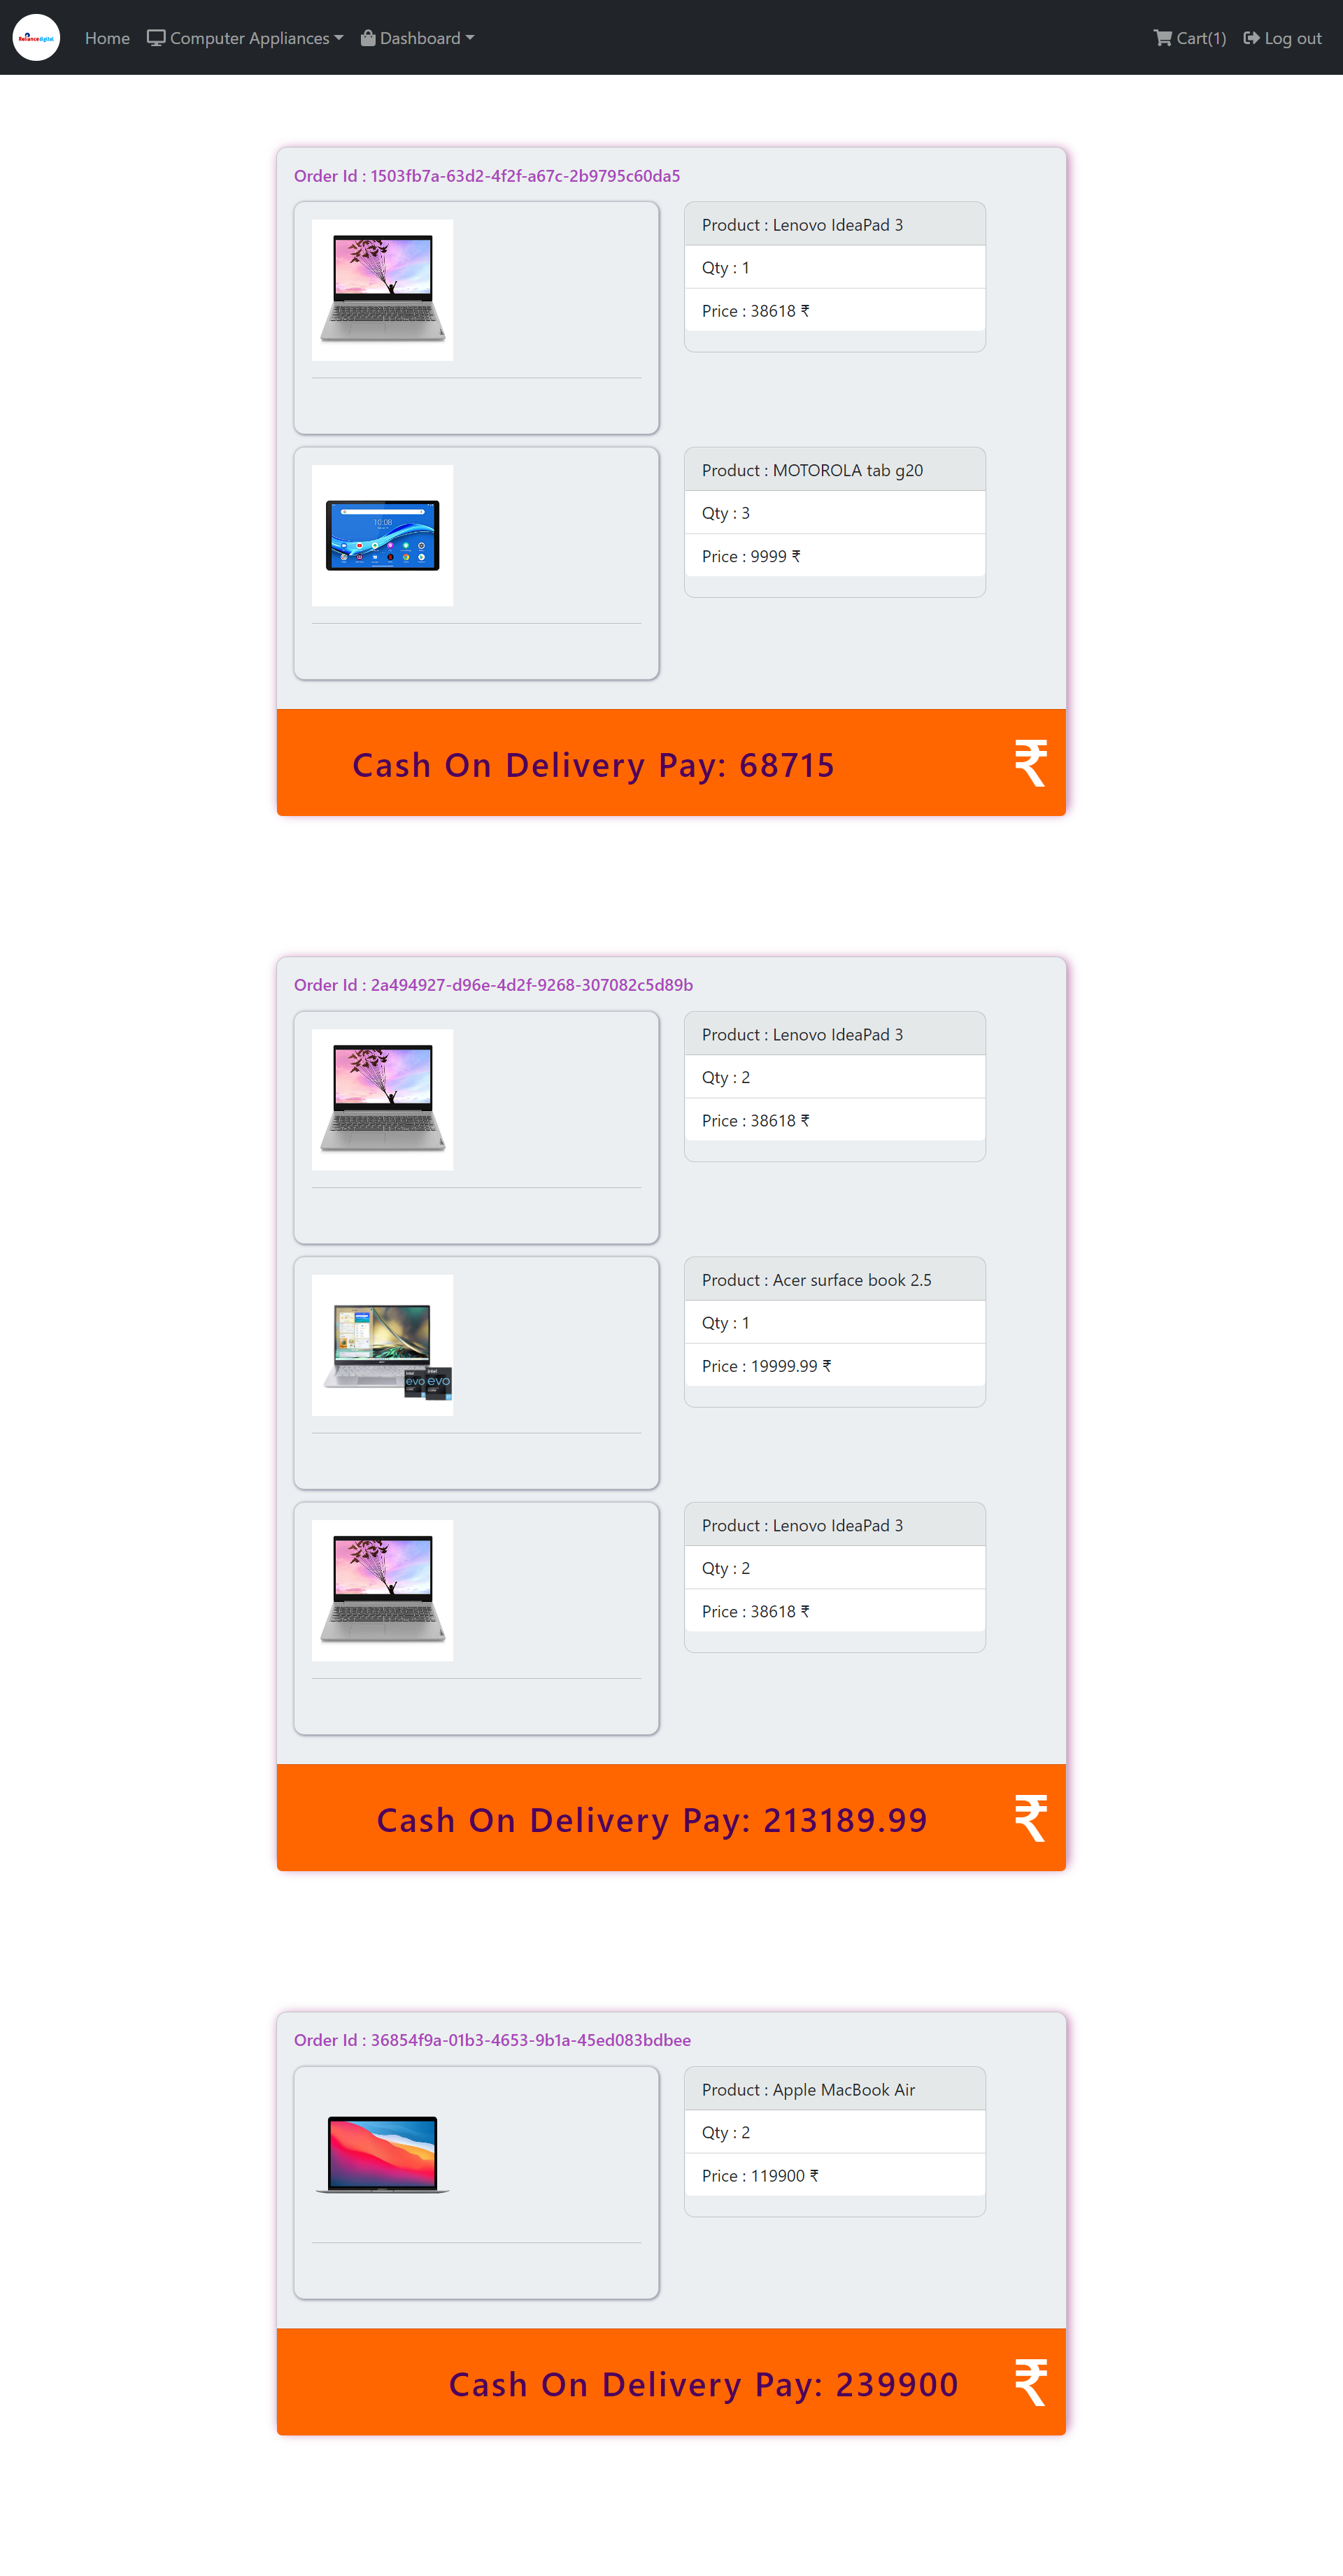 Reliance digital
Home
Computer Appliances
Dashboard
Cart(1)
Log out
Order Id : 1503fb7a-63d2-4f2f-a67c-2b9795c60da5
Product : Lenovo IdeaPad 3
Qty : 1
Price : 38618 ₹
10:08
Product : MOTOROLA tab g20
Qty : 3
Price : 9999 ₹
Cash On Delivery Pay: 68715 ₹
Order Id : 2a494927-d96e-4d2f-9268-307082c5d89b
Product : Lenovo IdeaPad 3
Qty : 2
Price : 38618 ₹
evo evo
Product : Acer surface book 2.5
Qty : 1
Price : 19999.99 ₹
Product : Lenovo IdeaPad 3
Qty : 2
Price : 38618 ₹
Cash On Delivery Pay: 213189.99 ₹
Order Id : 36854f9a-01b3-4653-9b1a-45ed083bdbee
Product : Apple MacBook Air
Qty : 2
Price : 119900 ₹
Cash On Delivery Pay: 239900 ₹